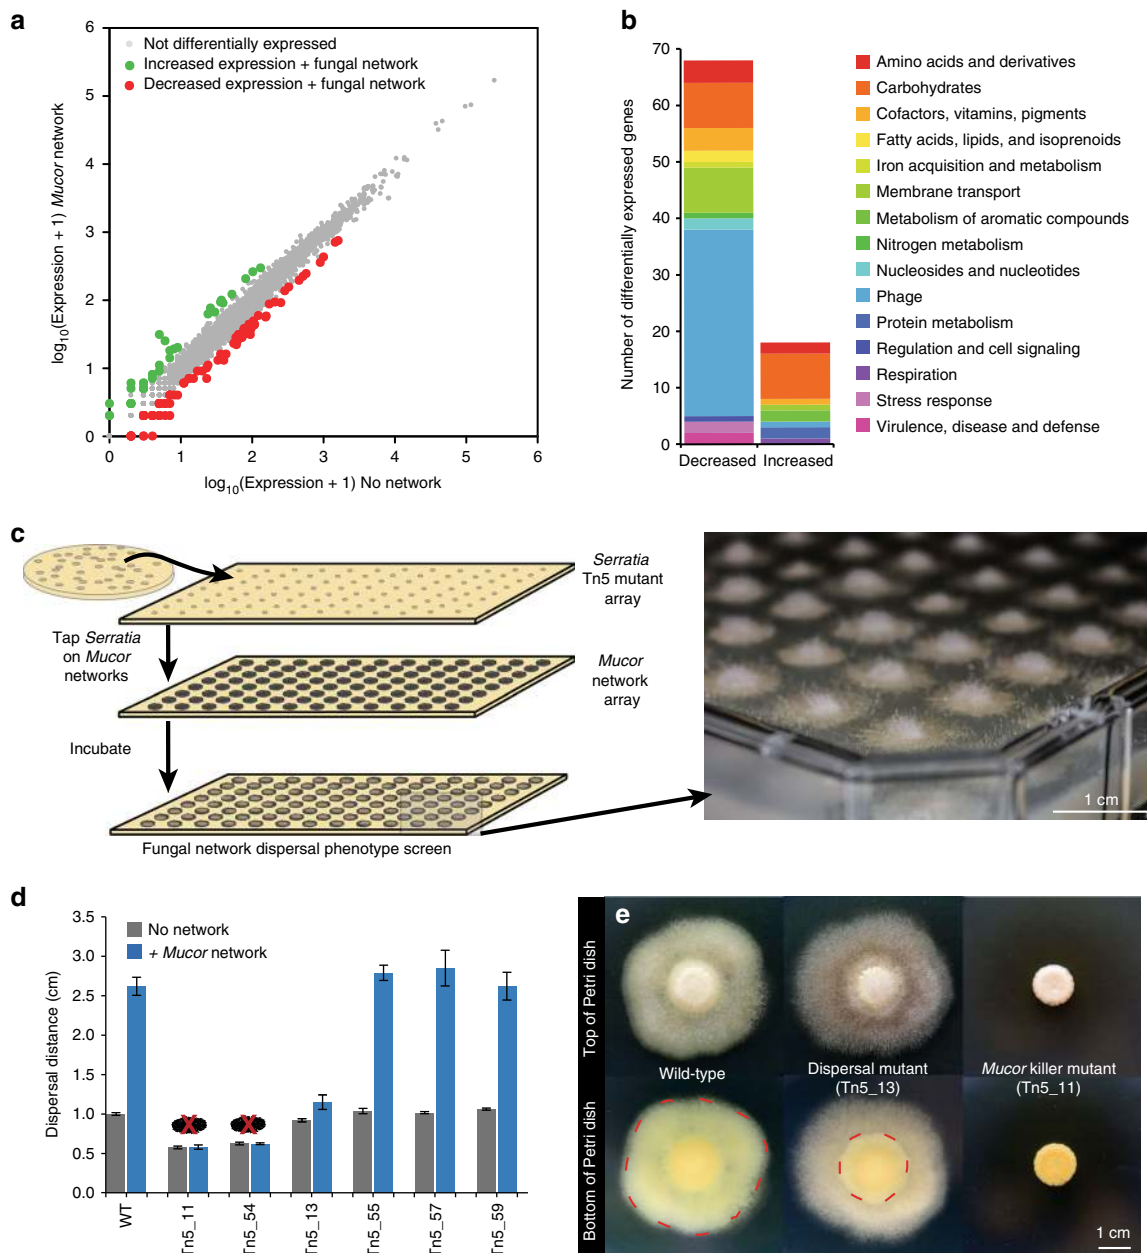 a
6
5
4
3
2
1
0
log10(Expression + 1) Mucor network
Not differentially expressed
Increased expression + fungal network
Decreased expression + fungal network
0 1 2 3 4 5 6
log10(Expression + 1) No network
b
70
60
50
40
30
20
10
0
Number of differentially expressed genes
Decreased Increased
Amino acids and derivatives
Carbohydrates
Cofactors, vitamins, pigments
Fatty acids, lipids, and isoprenoids
Iron acquisition and metabolism
Membrane transport
Metabolism of aromatic compounds
Nitrogen metabolism
Nucleosides and nucleotides
Phage
Protein metabolism
Regulation and cell signaling
Respiration
Stress response
Virulence, disease and defense
c
Serratia
Tn5 mutant
array
Tap Serratia
on Mucor
networks
Mucor
network
array
Incubate
Fungal network dispersal phenotype screen
1 cm
d
3.5
3.0
2.5
2.0
1.5
1.0
0.5
0.0
Dispersal distance (cm)
No network
+ Mucor network
X X
WT
Tn5_11
Tn5_54
Tn5_13
Tn5_55
Tn5_57
Tn5_59
e
Top of Petri dish
Bottom of Petri dish
Wild-type
Dispersal mutant
(Tn5_13)
Mucor killer mutant
(Tn5_11)
1 cm